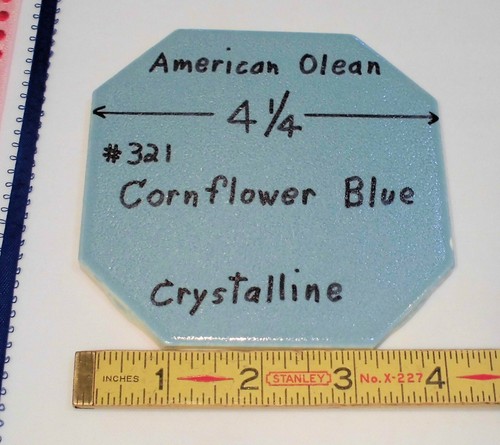 American Olean
4 1/4
#321
Cornflower Blue
Crystalline
INCHES 1 2 STANLEY 3 No. X-227 4